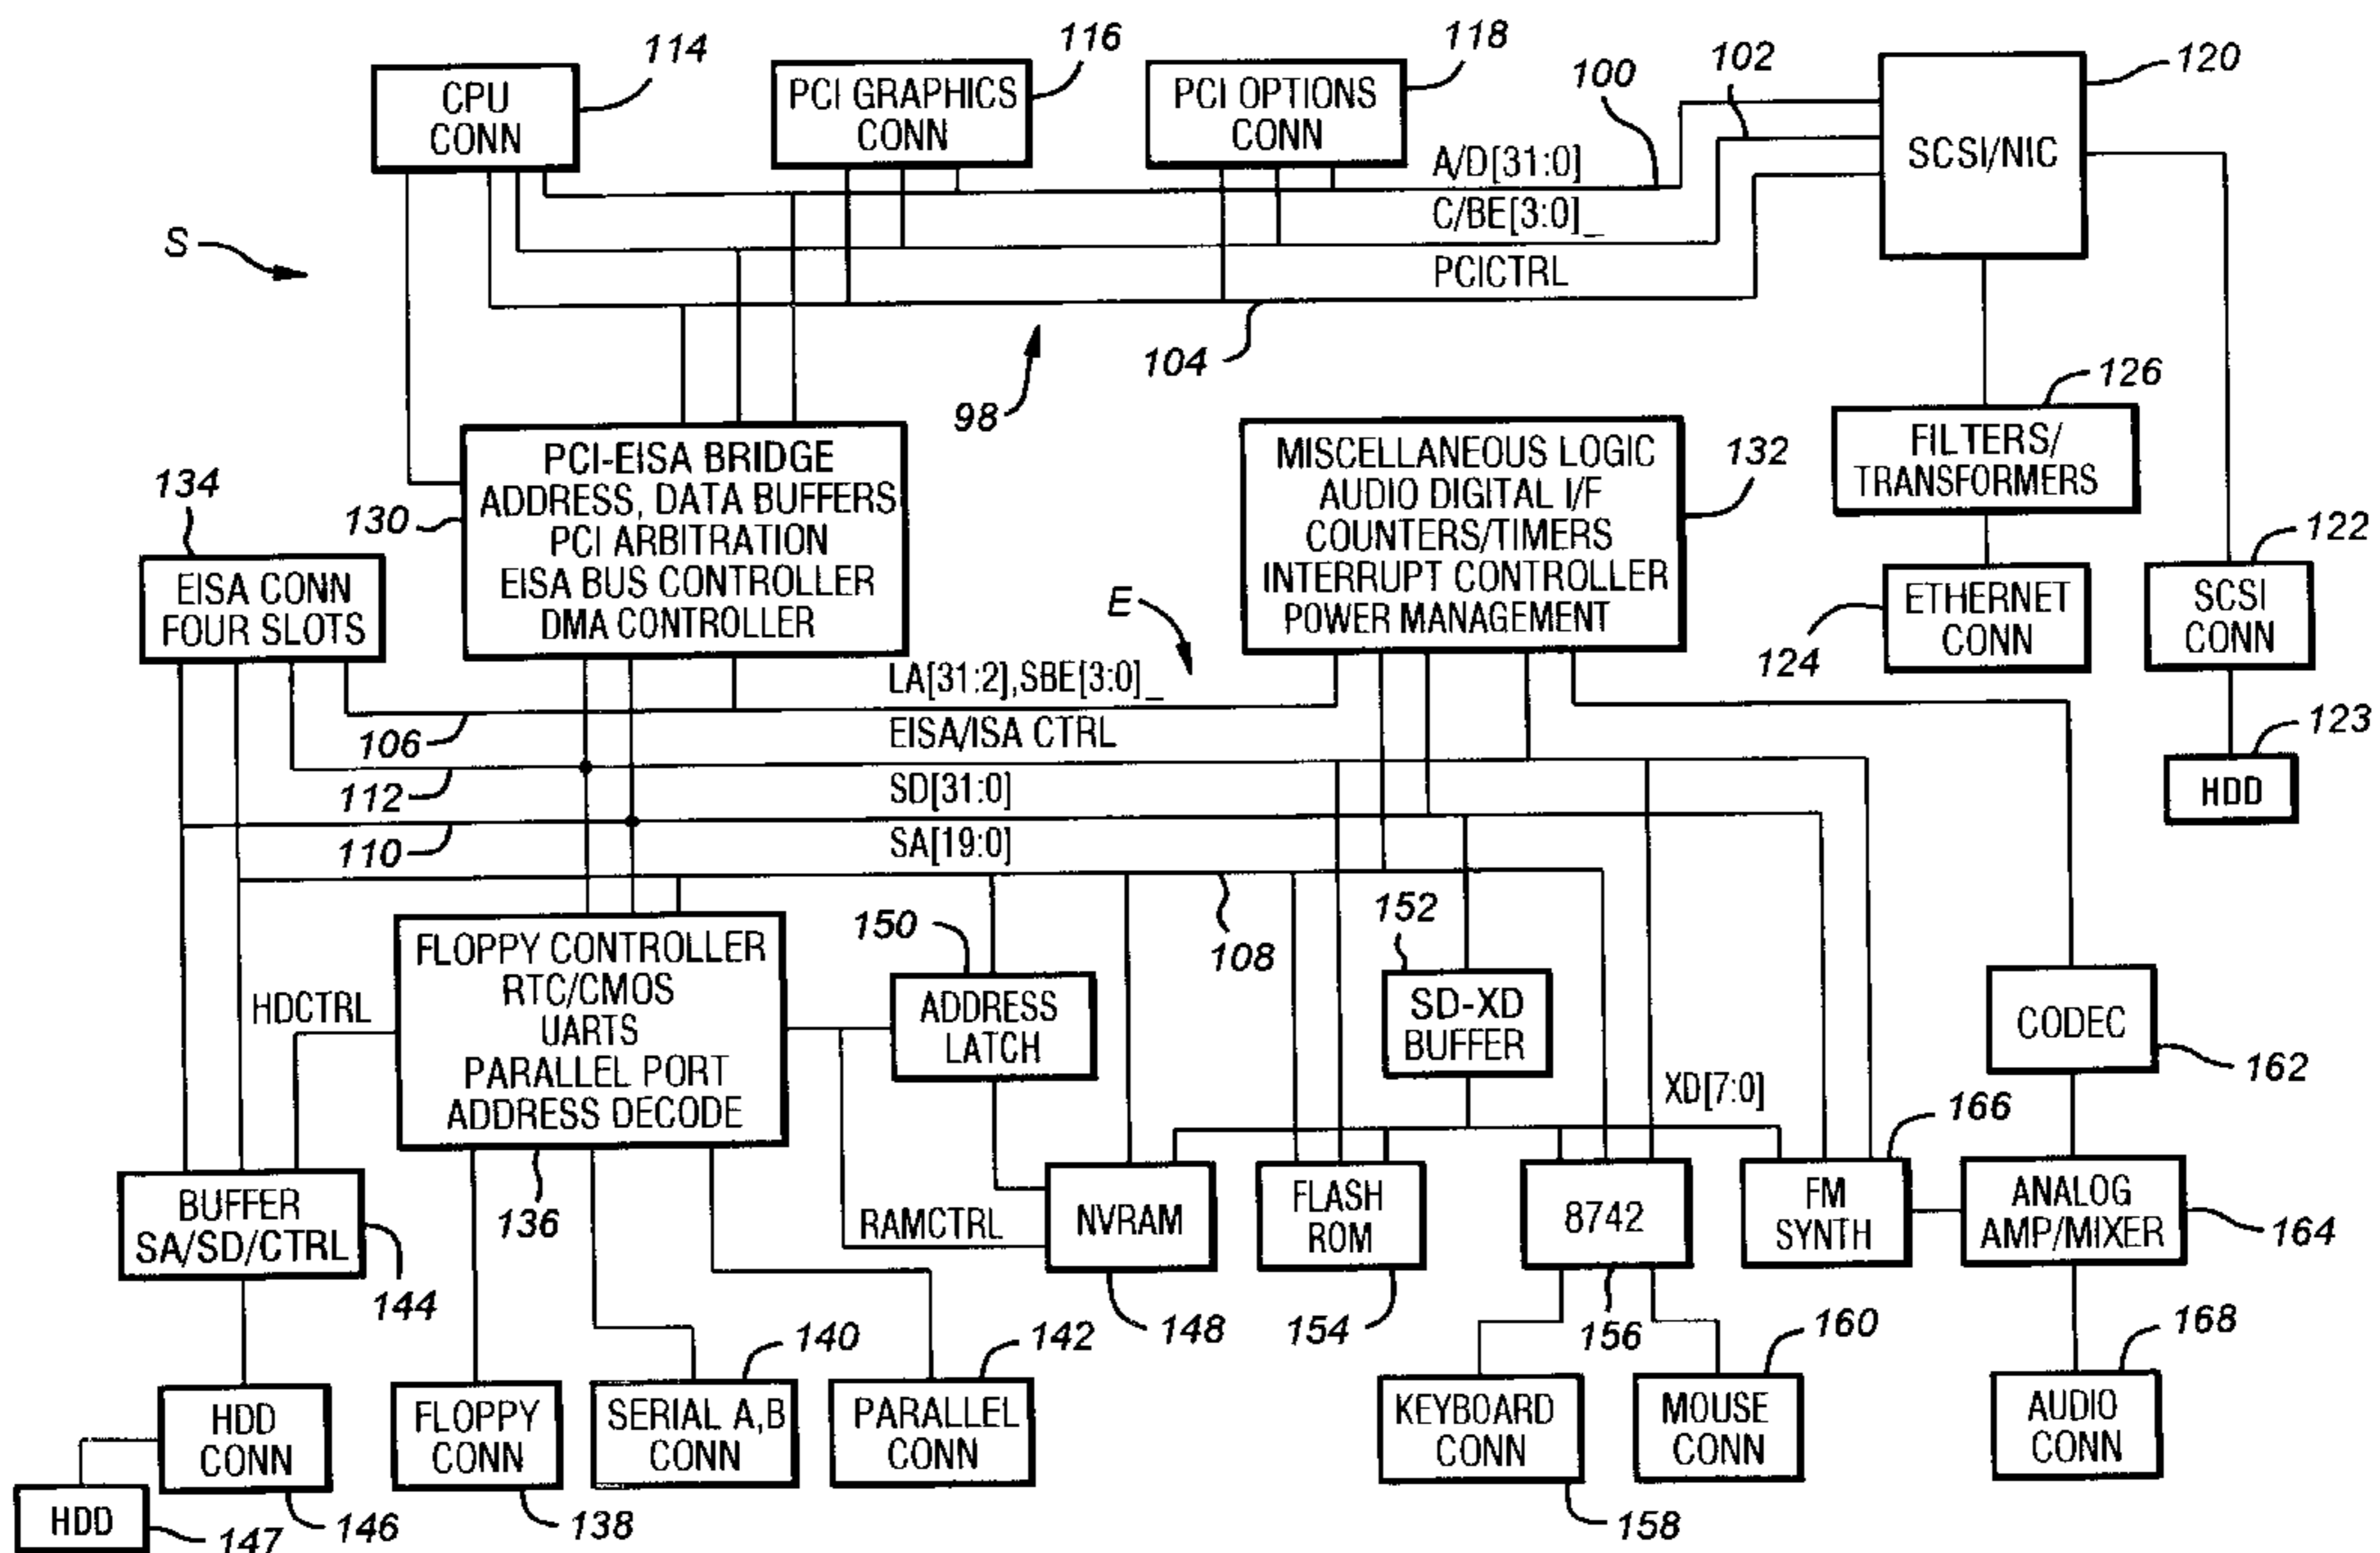 114
116
118
100
102
120
CPU
CONN
PCI GRAPHICS
CONN
PCI OPTIONS
CONN
SCSI/NIC
A/D[31:0]
C/BE[3:0]_
PCICTRL
S
104
98
126
FILTERS/
TRANSFORMERS
134
130
PCI-EISA BRIDGE
ADDRESS, DATA BUFFERS
PCI ARBITRATION
EISA BUS CONTROLLER
DMA CONTROLLER
MISCELLANEOUS LOGIC
AUDIO DIGITAL I/F
COUNTERS/TIMERS
INTERRUPT CONTROLLER
POWER MANAGEMENT
132
122
EISA CONN
FOUR SLOTS
E
ETHERNET
CONN
124
SCSI
CONN
123
HDD
LA[31:2],SBE[3:0]_
106
EISA/ISA CTRL
112
SD[31:0]
110
SA[19:0]
108
150
152
HDCTRL
FLOPPY CONTROLLER
RTC/CMOS
UARTS
PARALLEL PORT
ADDRESS DECODE
ADDRESS
LATCH
SD-XD
BUFFER
CODEC
162
XD[7:0]
166
BUFFER
SA/SD/CTRL
144
136
RAMCTRL
NVRAM
148
FLASH
ROM
154
8742
156
FM
SYNTH
ANALOG
AMP/MIXER
164
140
142
160
168
HDD
CONN
FLOPPY
CONN
SERIAL A,B
CONN
PARALLEL
CONN
KEYBOARD
CONN
MOUSE
CONN
AUDIO
CONN
HDD
147
146
138
158